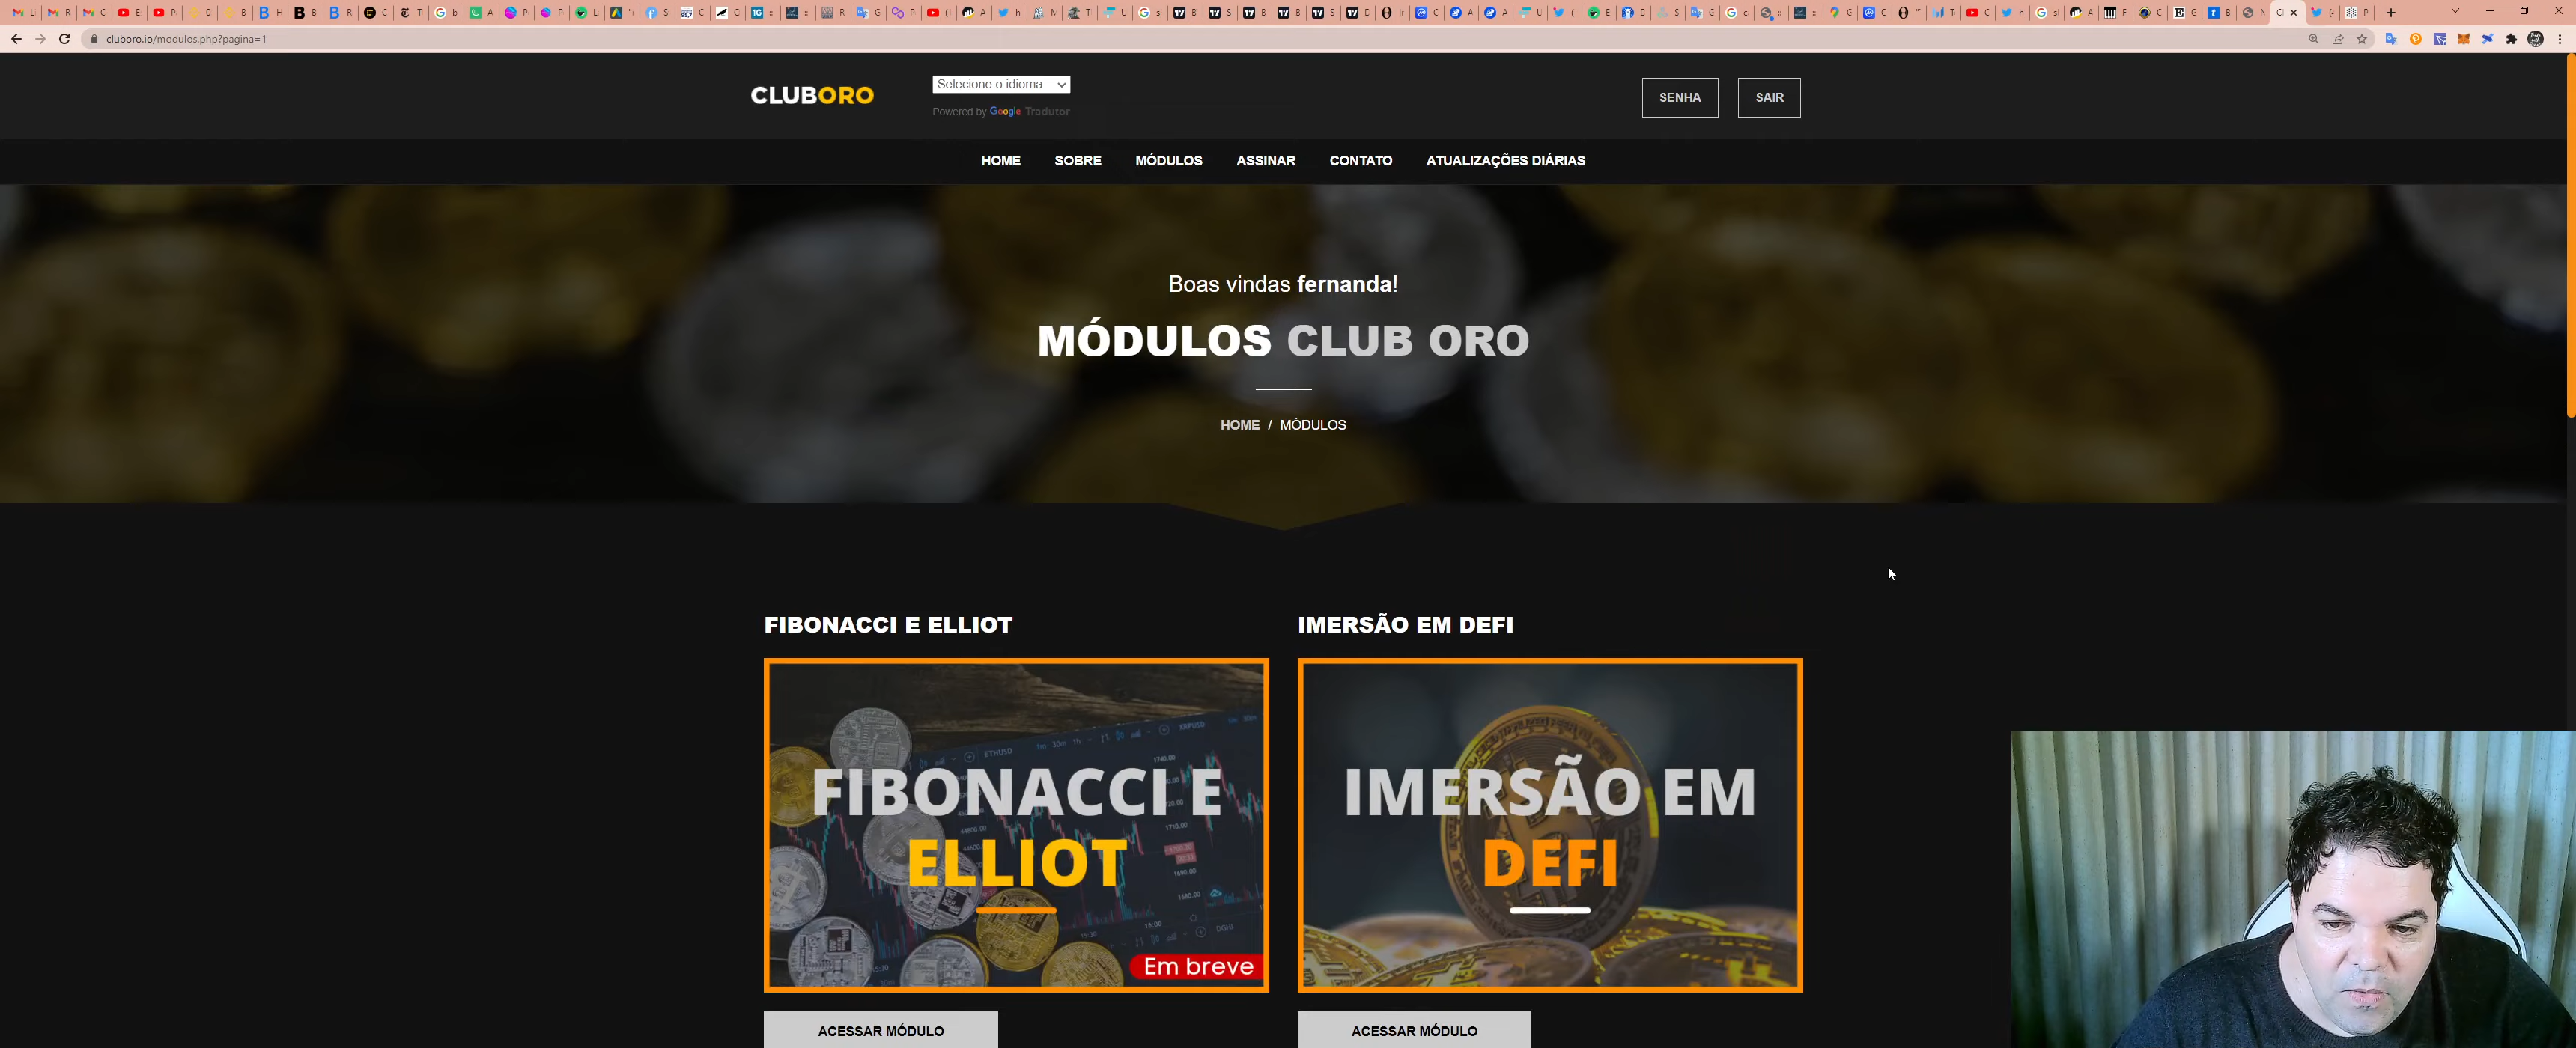 cluboro.io/modulos.php?pagina=1
CLUBORO
Selecione o idioma
Powered by Google Tradutor
SENHA
SAIR
HOME SOBRE MÓDULOS ASSINAR CONTATO ATUALIZAÇÕES DIÁRIAS
Boas vindas fernanda!
MÓDULOS CLUB ORO
HOME / MÓDULOS
FIBONACCI E ELLIOT
IMERSÃO EM DEFI
ETHUSD
XRPUSD
FIBONACCI E
ELLIOT
Em breve
IMERSÃO EM
DEFI
ACESSAR MÓDULO
ACESSAR MÓDULO